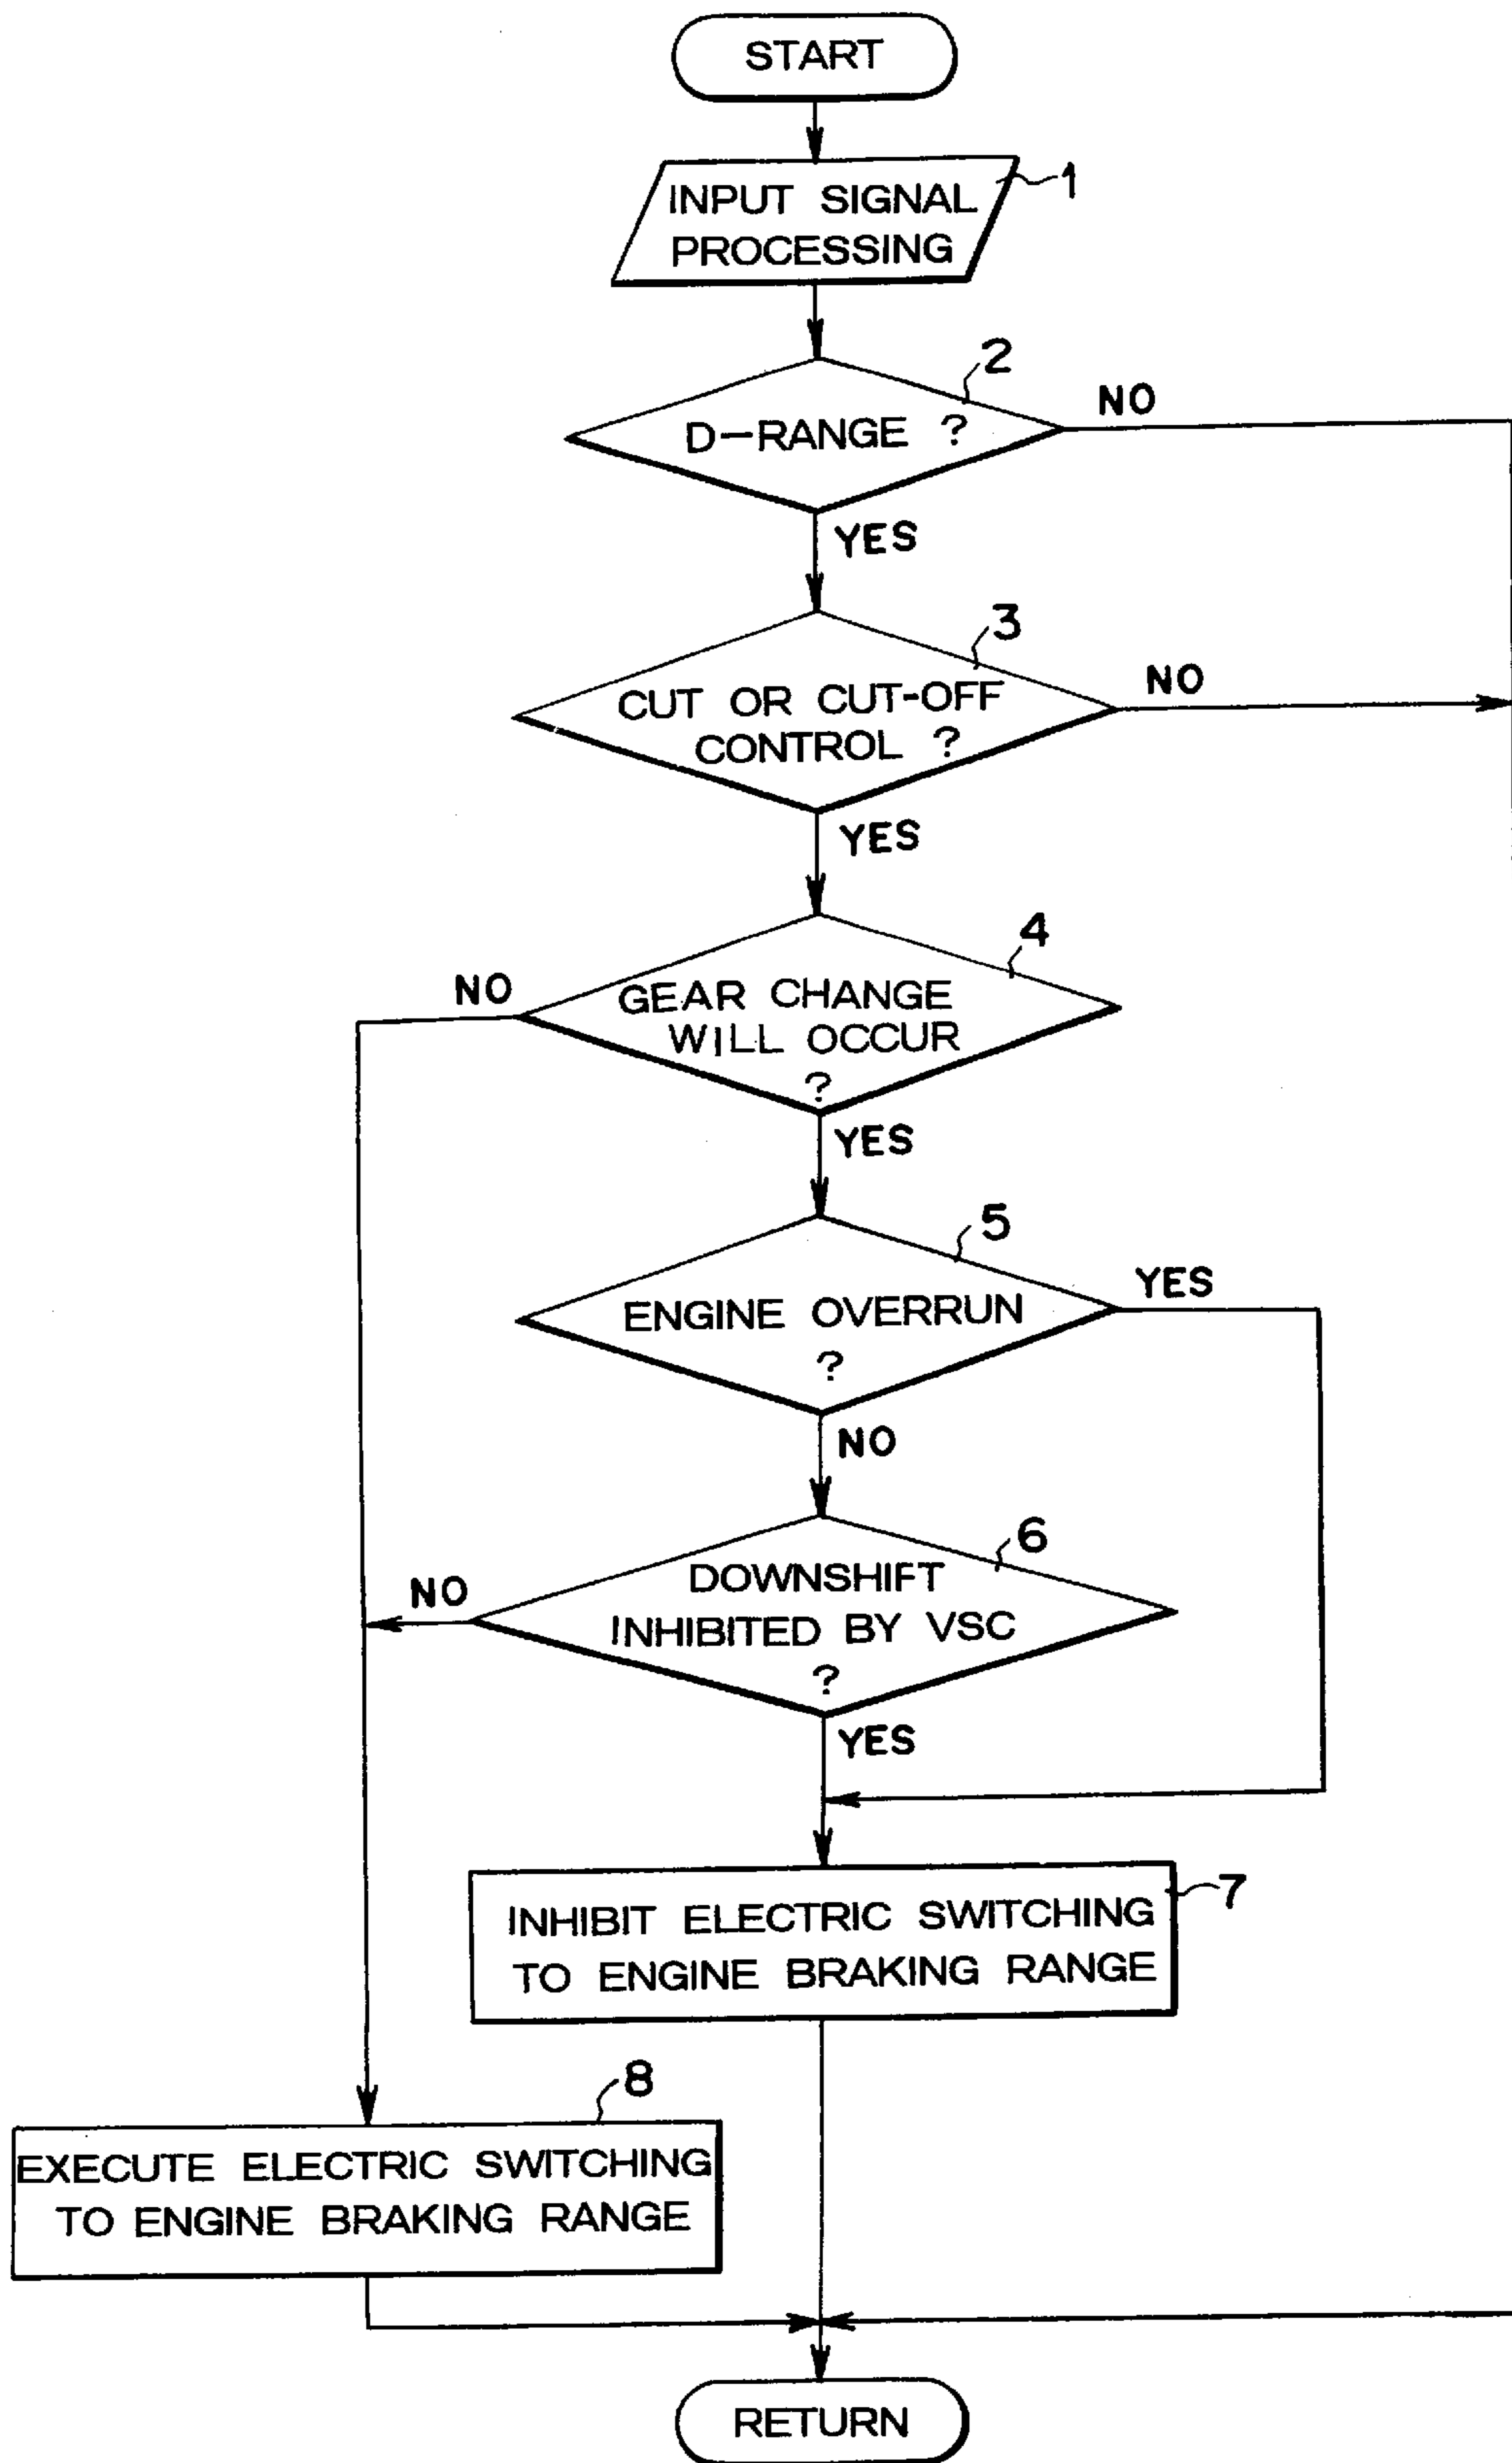 START
1
INPUT SIGNAL
PROCESSING
2
NO
D-RANGE ?
YES
3
NO
CUT OR CUT-OFF
CONTROL ?
YES
4
NO
GEAR CHANGE
WILL OCCUR
?
YES
5
YES
ENGINE OVERRUN
?
NO
6
NO
DOWNSHIFT
INHIBITED BY VSC
?
YES
7
INHIBIT ELECTRIC SWITCHING
TO ENGINE BRAKING RANGE
8
EXECUTE ELECTRIC SWITCHING
TO ENGINE BRAKING RANGE
RETURN